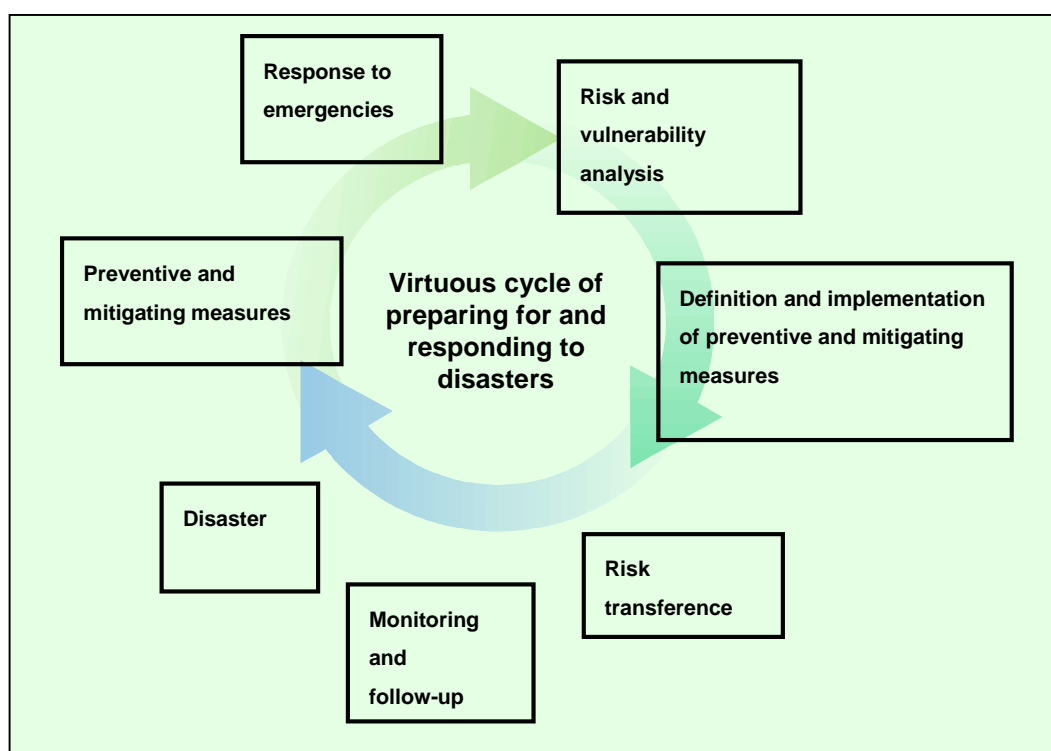 Response to
emergencies
Risk and
vulnerability
analysis
Preventive and
mitigating measures
Virtuous cycle of
preparing for and
responding to
disasters
Definition and implementation
of preventive and mitigating
measures
Disaster
Risk
transference
Monitoring
and
follow-up